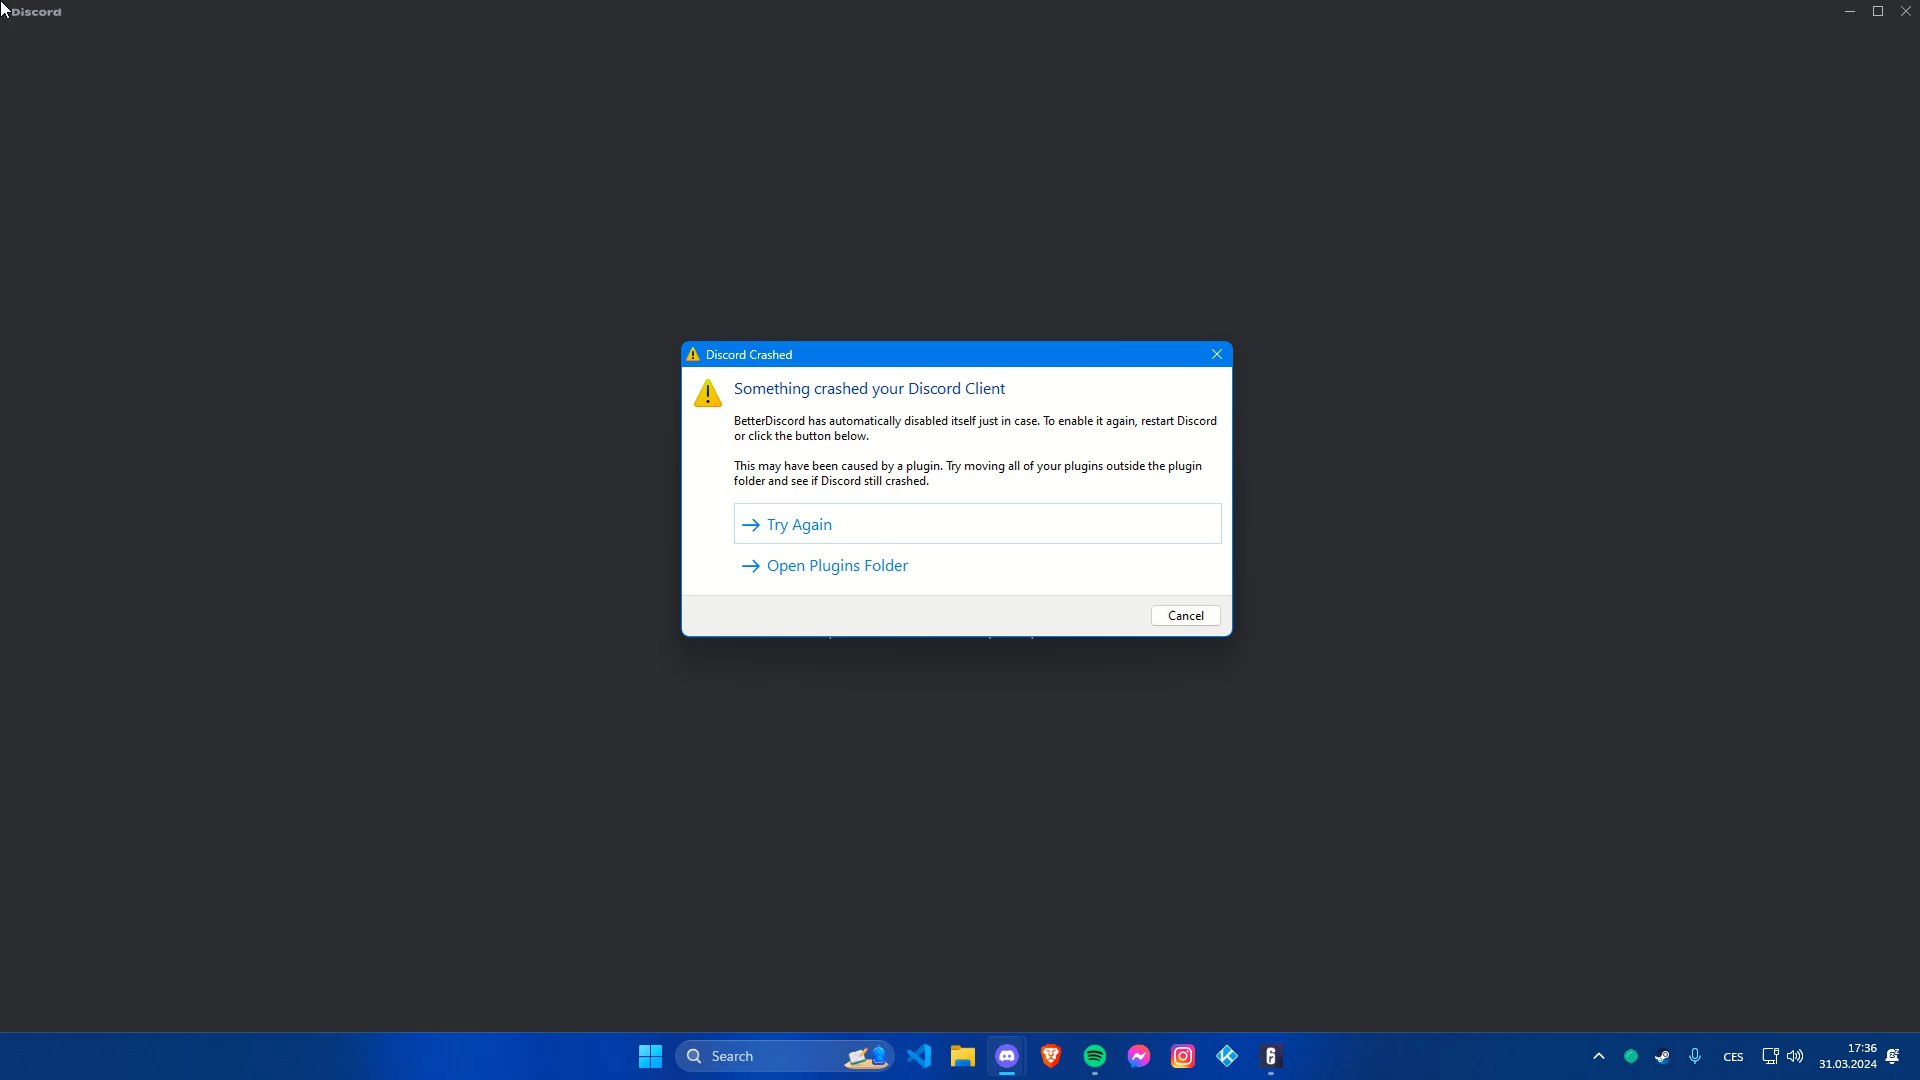 Discord
Discord Crashed
Something crashed your Discord Client
BetterDiscord has automatically disabled itself just in case. To enable it again, restart Discord
or click the button below.
This may have been caused by a plugin. Try moving all of your plugins outside the plugin
folder and see if Discord still crashed.
Try Again
Open Plugins Folder
Cancel
Search
CES
17:36
31.03.2024